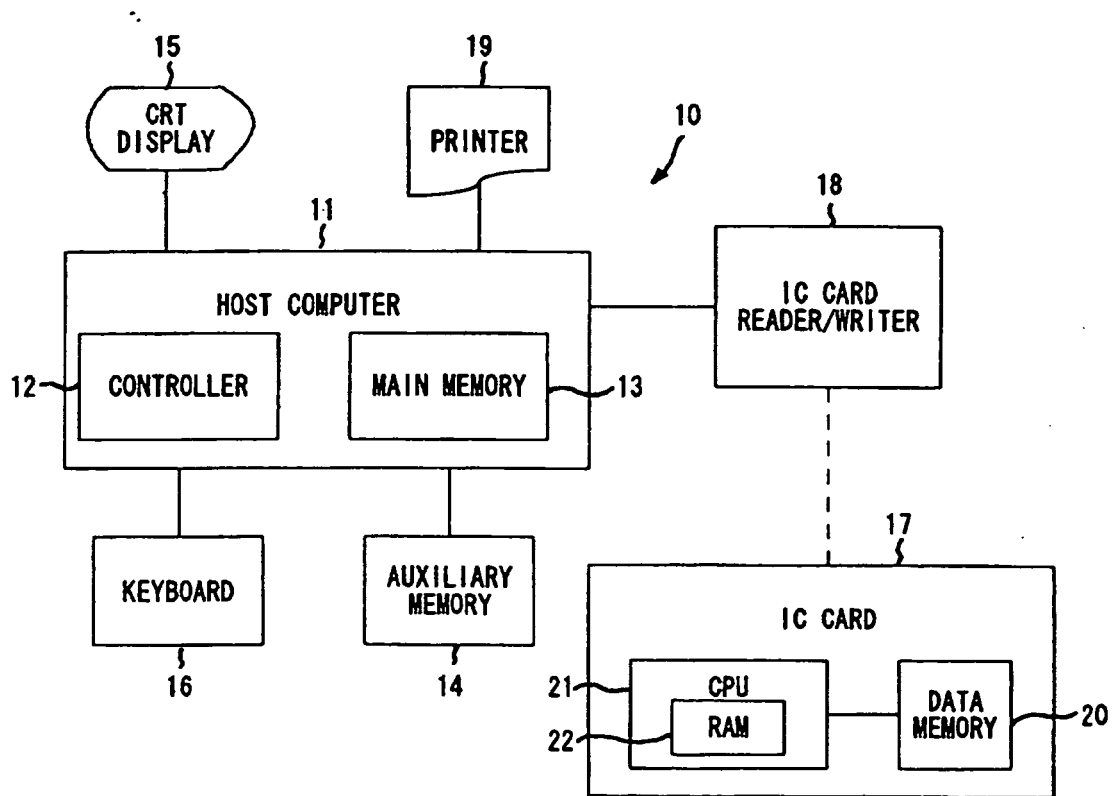 15
CRT
DISPLAY
19
PRINTER
10
11
HOST COMPUTER
12
CONTROLLER
MAIN MEMORY
13
18
IC CARD
READER/WRITER
KEYBOARD
16
AUXILIARY
MEMORY
14
17
IC CARD
21
CPU
22
RAM
DATA
MEMORY
20